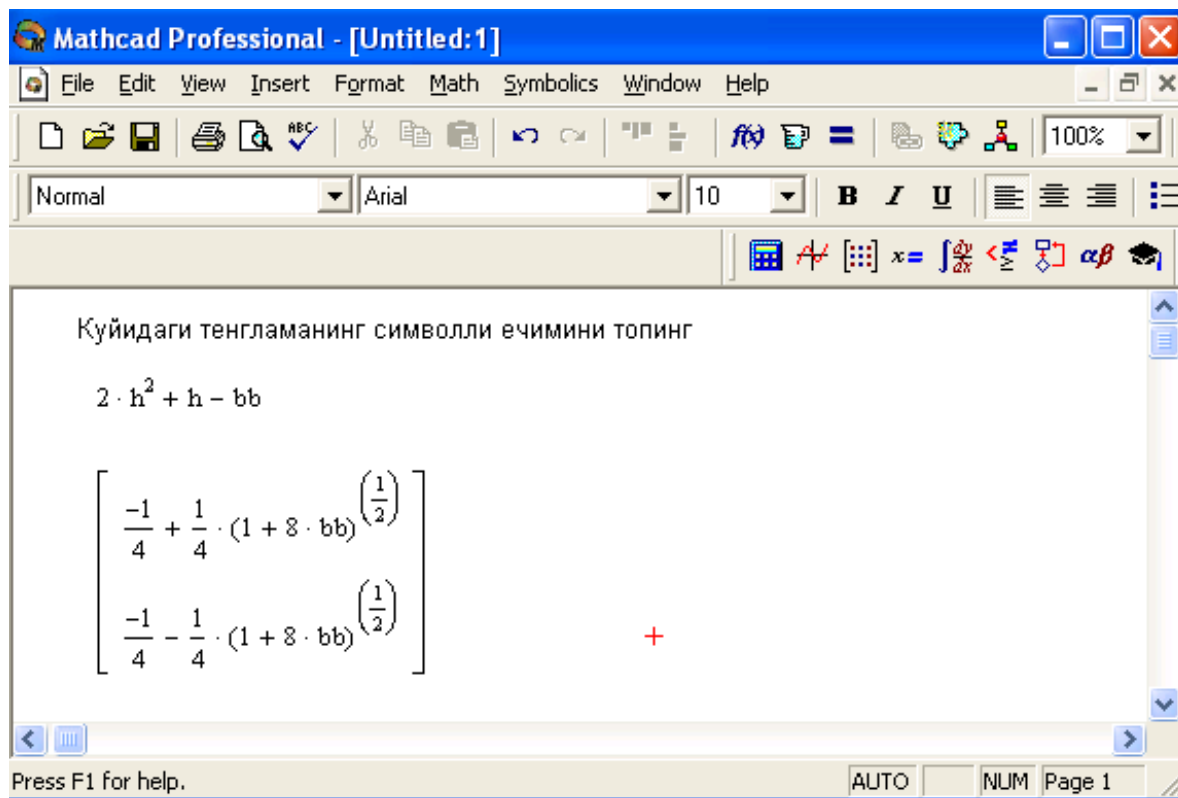 Mathcad Professional - [Untitled:1]
File Edit View Insert Format Math Symbolics Window Help
100%
Normal Arial 10 B I U
Куйидаги тенгламанинг символли ечимини топинг
2 · h² + h − bb
[ −1/4 + 1/4 · (1 + 8 · bb)^(1/2) ]
[ −1/4 − 1/4 · (1 + 8 · bb)^(1/2) ]
Press F1 for help. AUTO NUM Page 1